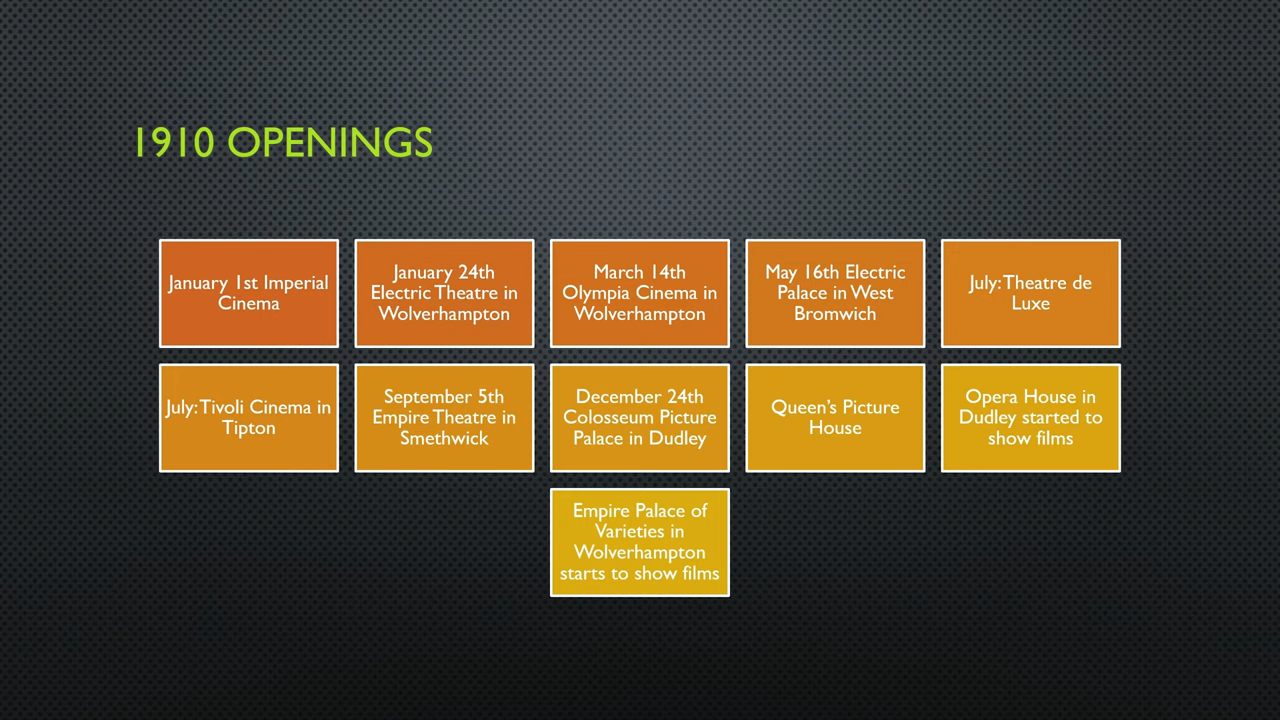 1910 OPENINGS
January 1st Imperial
Cinema
January 24th
Electric Theatre in
Wolverhampton
March 14th
Olympia Cinema in
Wolverhampton
May 16th Electric
Palace in West
Bromwich
July: Theatre de
Luxe
July: Tivoli Cinema in
Tipton
September 5th
Empire Theatre in
Smethwick
December 24th
Colosseum Picture
Palace in Dudley
Queen's Picture
House
Opera House in
Dudley started to
show films
Empire Palace of
Varieties in
Wolverhampton
starts to show films